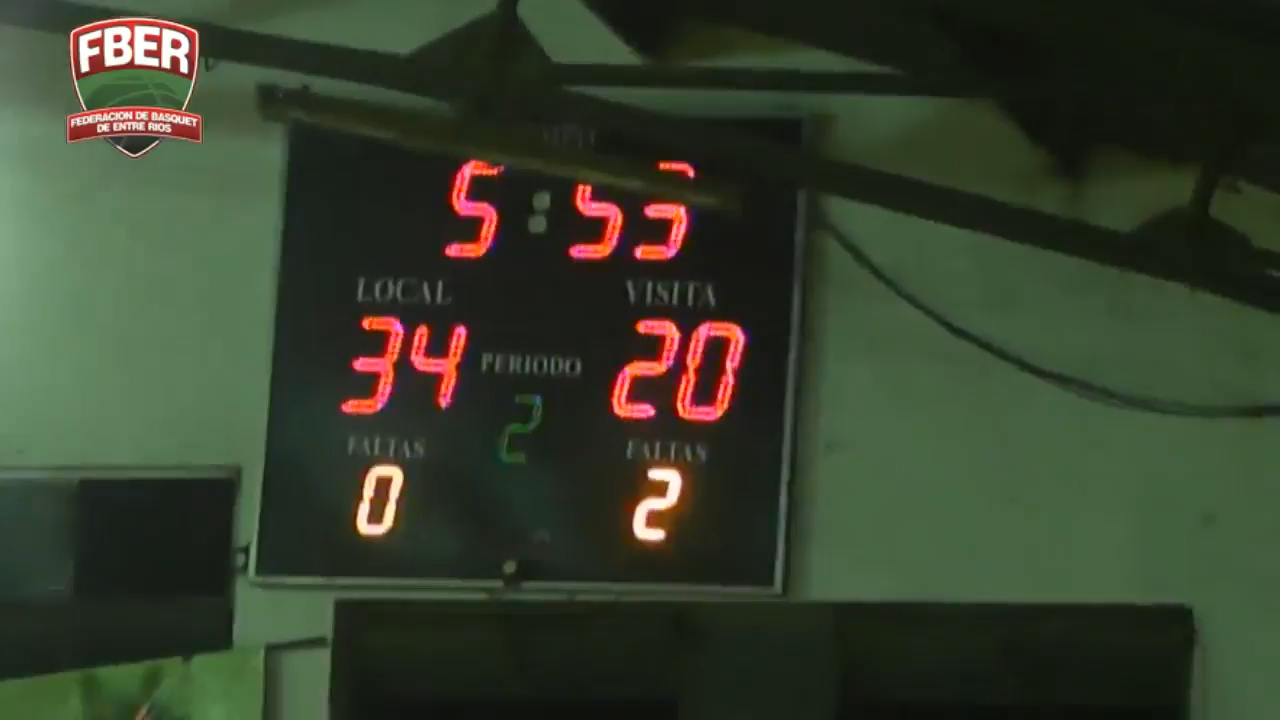 FBER
FEDERACION DE BASQUET
DE ENTRE RIOS
5:53
LOCAL VISITA
34 PERIODO 20
2
FALTAS FALTAS
0 2